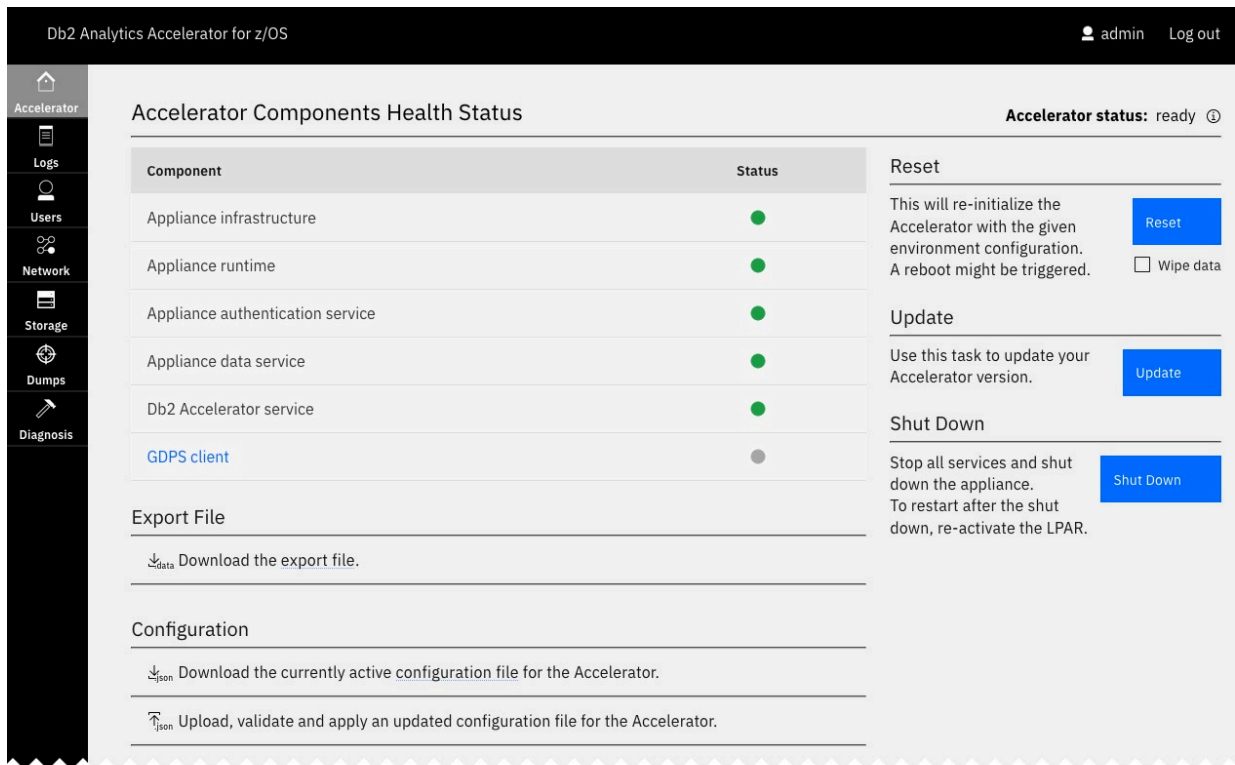 Db2 Analytics Accelerator for z/OS
admin Log out
Accelerator
Logs
Users
Network
Storage
Dumps
Diagnosis
Accelerator Components Health Status
Accelerator status: ready
Component Status
Appliance infrastructure
Appliance runtime
Appliance authentication service
Appliance data service
Db2 Accelerator service
GDPS client
Export File
data Download the export file.
Configuration
json Download the currently active configuration file for the Accelerator.
json Upload, validate and apply an updated configuration file for the Accelerator.
Reset
This will re-initialize the
Accelerator with the given
environment configuration.
A reboot might be triggered.
Reset
Wipe data
Update
Use this task to update your
Accelerator version.
Update
Shut Down
Stop all services and shut
down the appliance.
To restart after the shut
down, re-activate the LPAR.
Shut Down